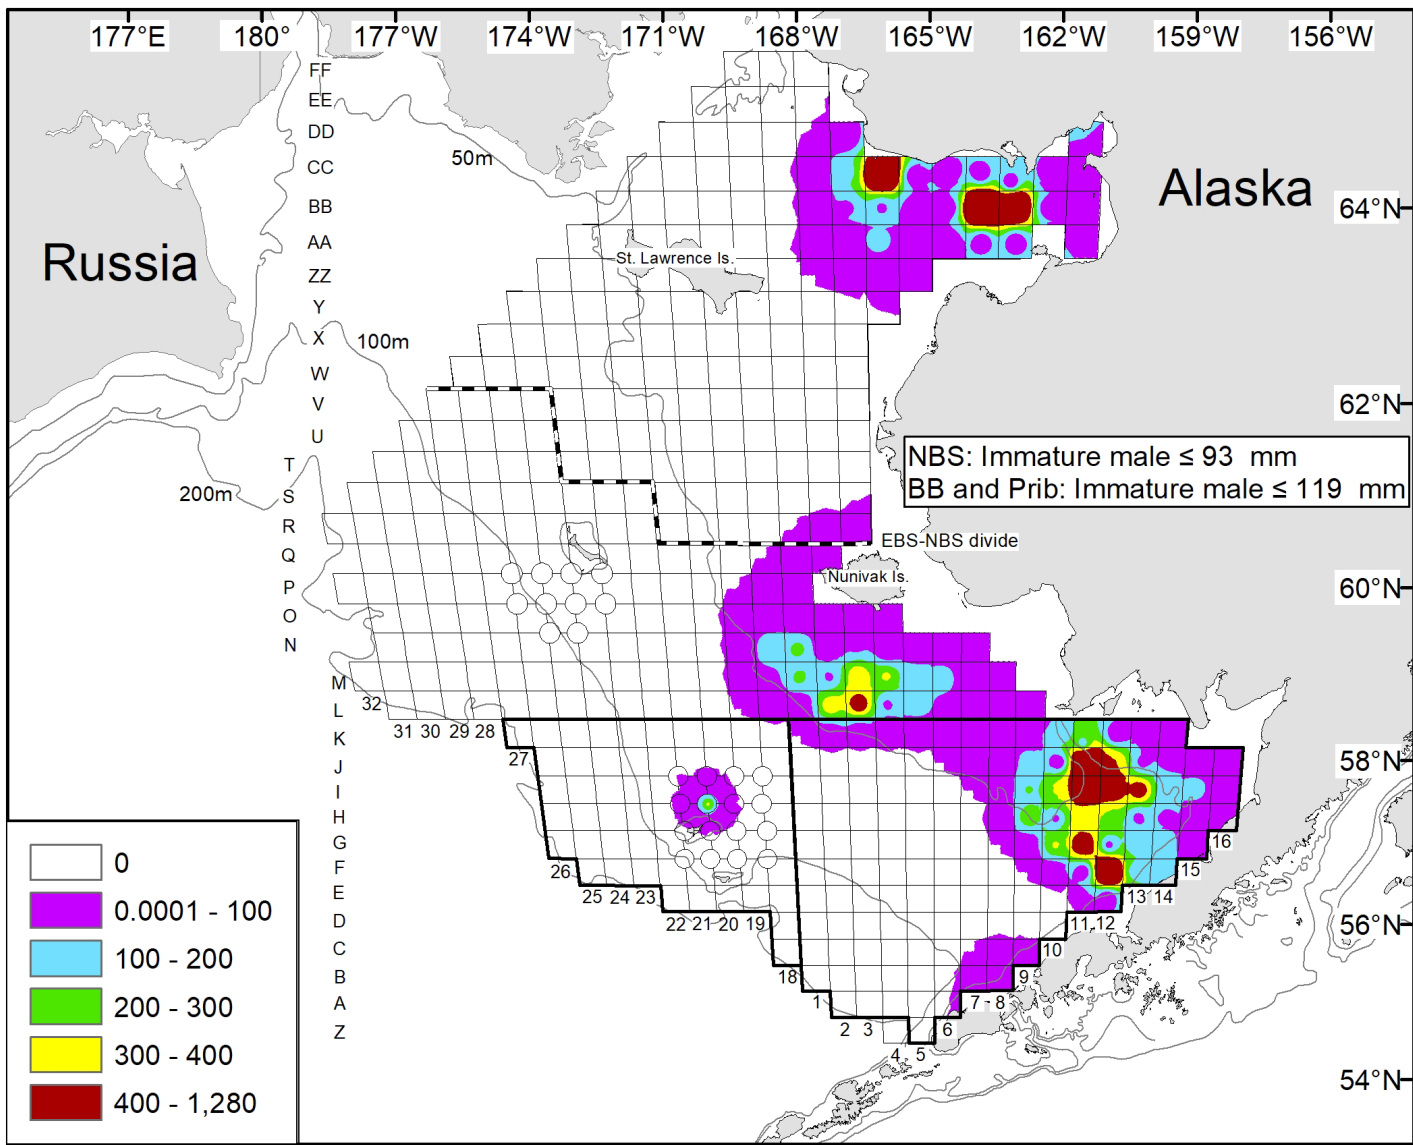 177°E 180° 177°W 174°W 171°W 168°W 165°W 162°W 159°W 156°W
FF
EE
DD
CC
BB
AA
ZZ
Y
X
W
V
U
T
S
R
Q
P
O
N
M
L
K
J
I
H
G
F
E
D
C
B
A
Z
50m
100m
200m
Russia
Alaska
St. Lawrence Is.
64°N
62°N
60°N
58°N
56°N
54°N
NBS: Immature male ≤ 93 mm
BB and Prib: Immature male ≤ 119 mm
EBS-NBS divide
Nunivak Is.
32
31 30 29 28
27
26
25 24 23
22 21 20 19
18
1
2 3
4
5
6
7 - 8
9
10
11 12
13 14
15
16
0
0.0001 - 100
100 - 200
200 - 300
300 - 400
400 - 1,280